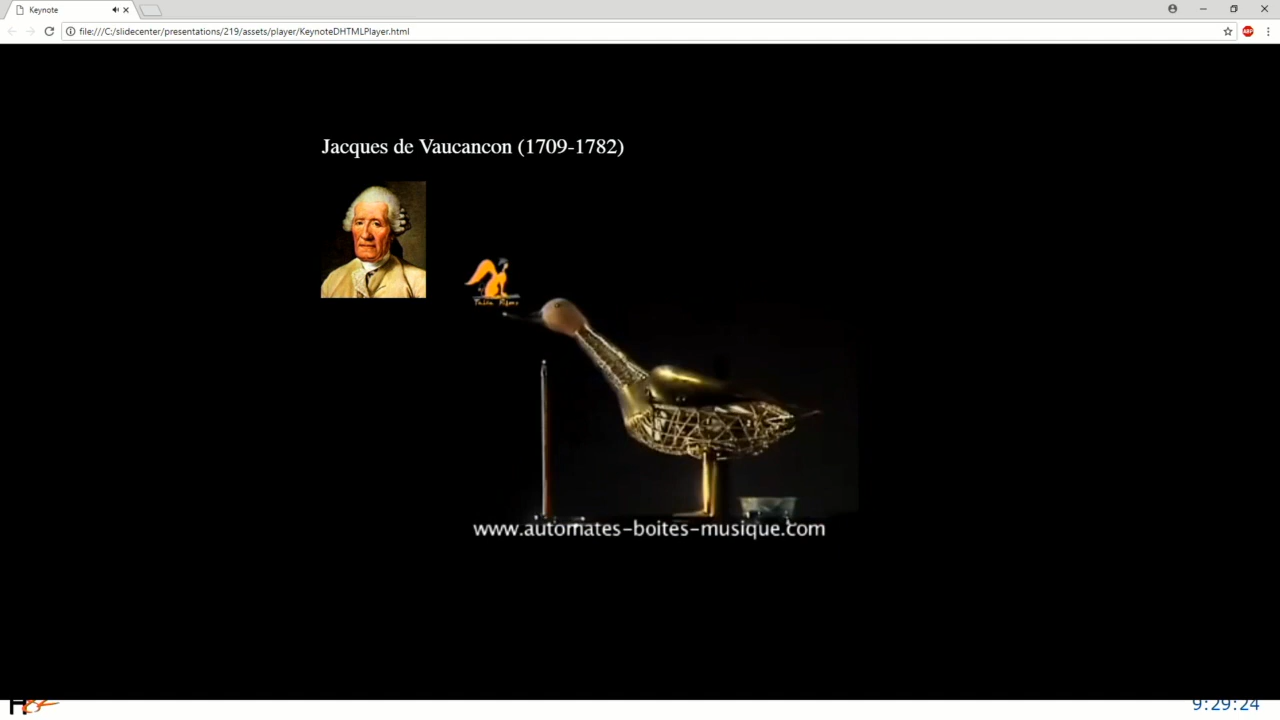 Keynote
file:///C:/slidecenter/presentations/219/assets/player/KeynoteDHTMLPlayer.html
ABP
Jacques de Vaucancon (1709-1782)
www.automates-boites-musique.com
9:29:24